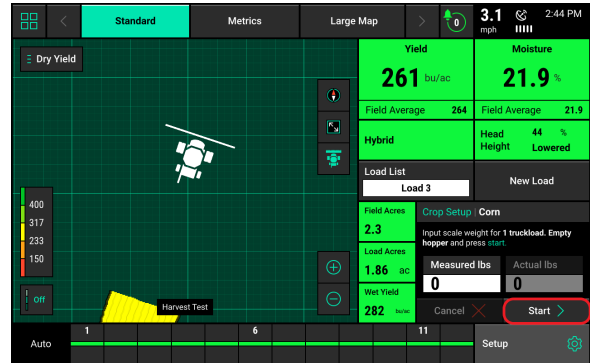 Standard
Metrics
Large Map
0
3.1
mph
2:44 PM
Dry Yield
400
317
233
150
Off
Harvest Test
Yield
261 bu/ac
Field Average 264
Moisture
21.9 %
Field Average 21.9
Hybrid
Head Height 44 %
Lowered
Load List
Load 3
New Load
Field Acres
2.3
Load Acres
1.86 ac
Wet Yield
282 bu/ac
Crop Setup | Corn
Input scale weight for 1 truckload. Empty
hopper and press start.
Measured lbs
0
Actual lbs
0
Cancel
Start
Auto
1
6
11
Setup